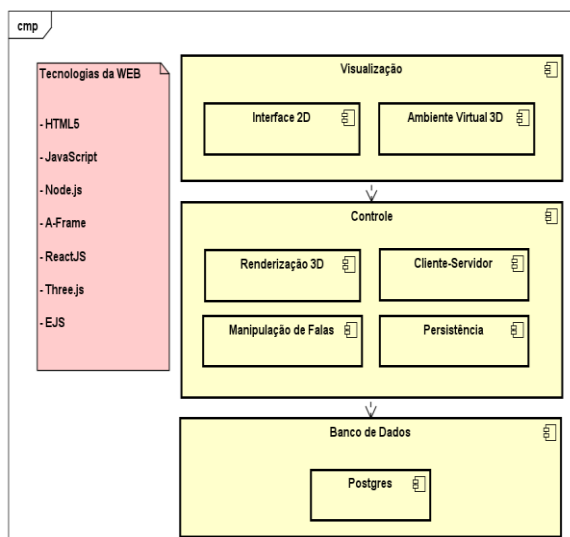 cmp
Tecnologias da WEB
- HTML5
- JavaScript
- Node.js
- A-Frame
- ReactJS
- Three.js
- EJS
Visualização
Interface 2D
Ambiente Virtual 3D
Controle
Renderização 3D
Cliente-Servidor
Manipulação de Falas
Persistência
Banco de Dados
Postgres